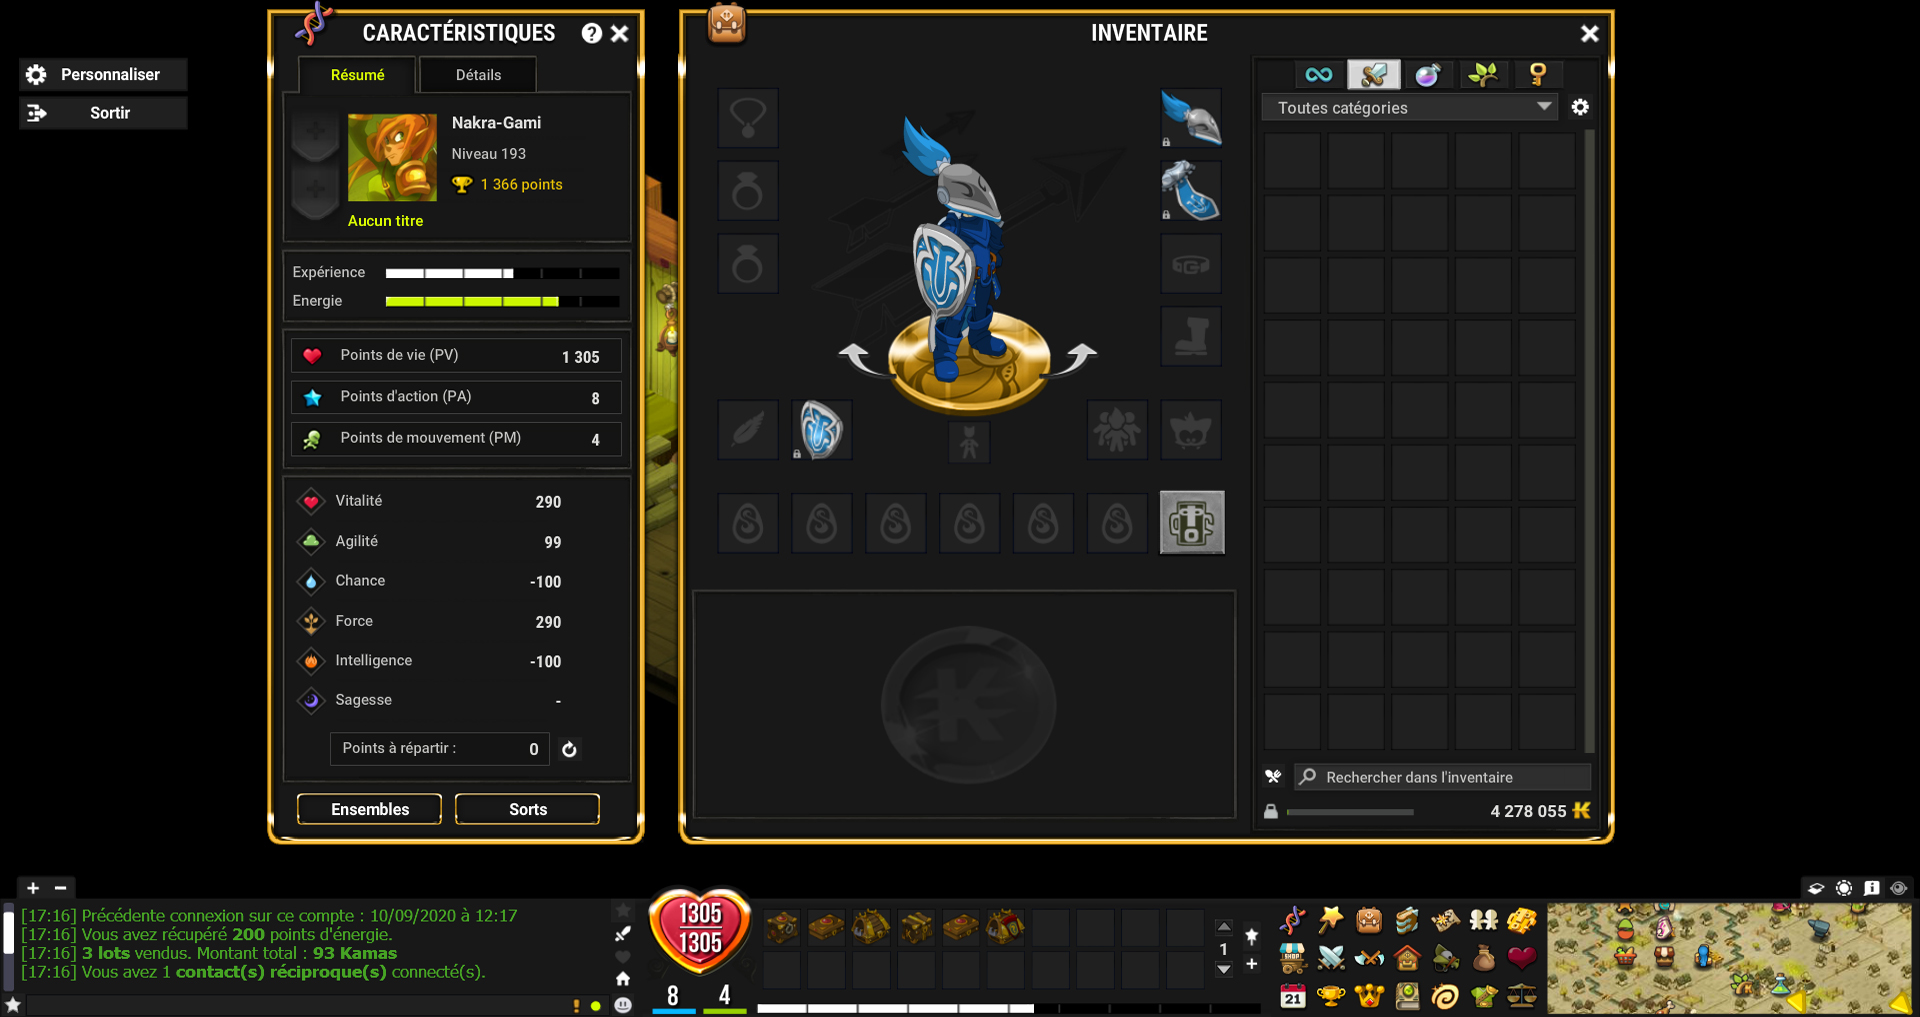 Personnaliser
Sortir
CARACTÉRISTIQUES
?
Résumé
Détails
Nakra-Gami
Niveau 193
1 366 points
Aucun titre
Expérience
Energie
Points de vie (PV)
1 305
Points d'action (PA)
8
Points de mouvement (PM)
4
Vitalité
290
Agilité
99
Chance
-100
Force
290
Intelligence
-100
Sagesse
-
Points à répartir :
0
Ensembles
Sorts
INVENTAIRE
Toutes catégories
Rechercher dans l'inventaire
4 278 055
[17:16] Précédente connexion sur ce compte : 10/09/2020 à 12:17
[17:16] Vous avez récupéré 200 points d'énergie.
[17:16] 3 lots vendus. Montant total : 93 Kamas
[17:16] Vous avez 1 contact(s) réciproque(s) connecté(s).
1305
1305
8
4
1
SHOP
21